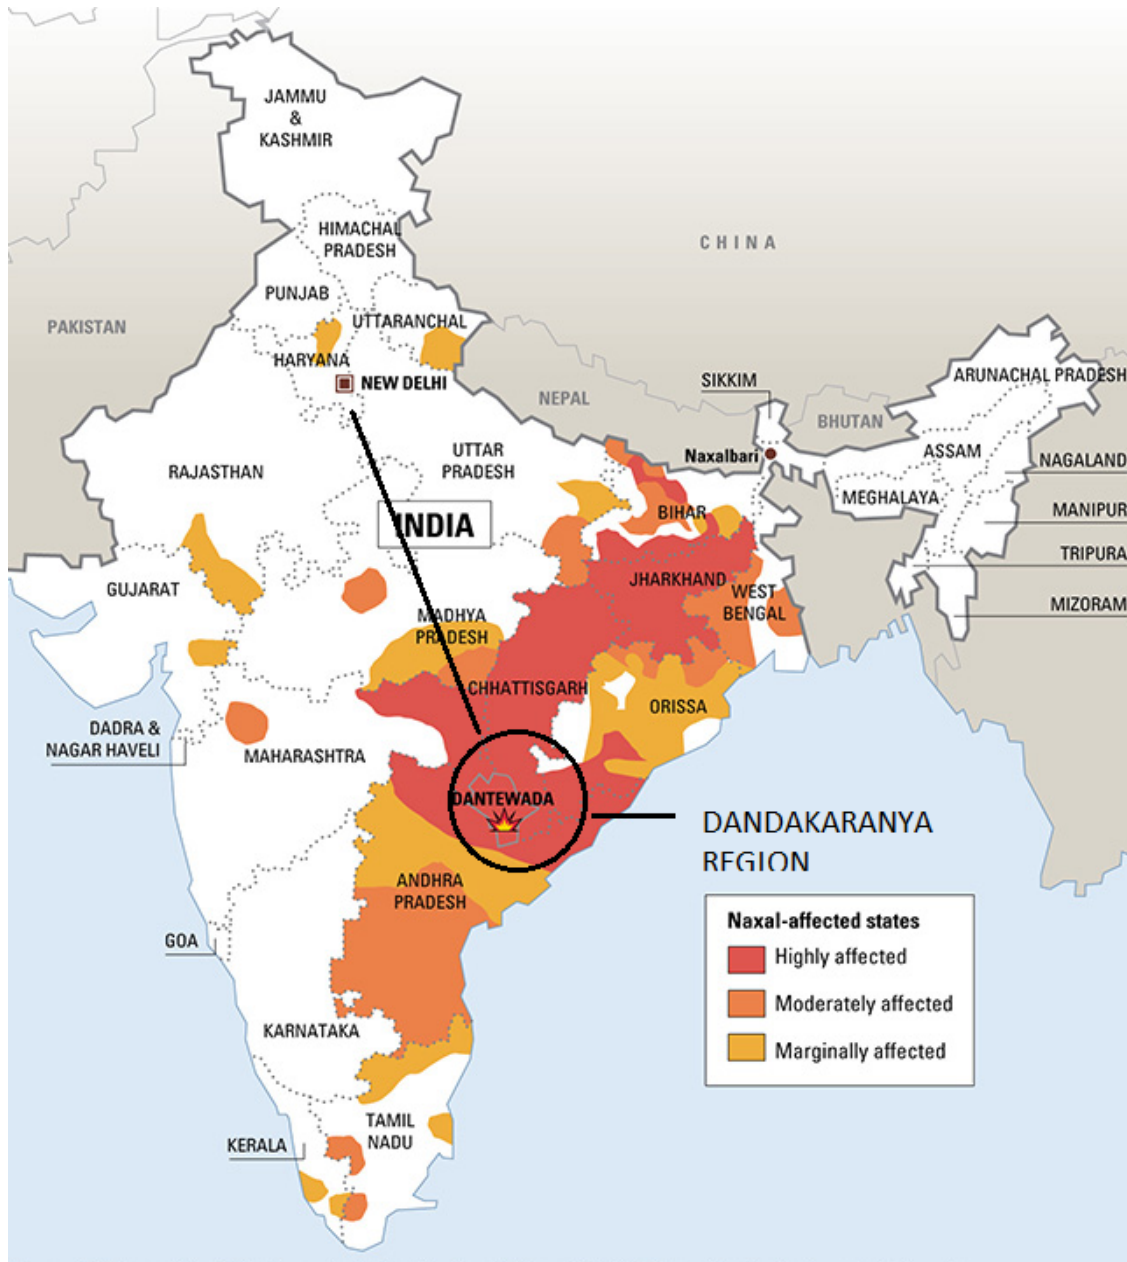 JAMMU
&
KASHMIR
HIMACHAL
PRADESH
CHINA
PUNJAB
PAKISTAN
UTTARANCHAL
HARYANA
NEW DELHI
SIKKIM
ARUNACHAL PRADESH
NEPAL
BHUTAN
RAJASTHAN
UTTAR
PRADESH
Naxalbari
ASSAM
NAGALAND
MEGHALAYA
MANIPUR
BIHAR
INDIA
TRIPURA
GUJARAT
JHARKHAND
WEST
BENGAL
MIZORAM
MADHYA
PRADESH
CHHATTISGARH
ORISSA
DADRA &
NAGAR HAVELI
MAHARASHTRA
DANTEWADA
DANDAKARANYA
REGION
ANDHRA
PRADESH
GOA
Naxal-affected states
Highly affected
Moderately affected
Marginally affected
KARNATAKA
TAMIL
NADU
KERALA